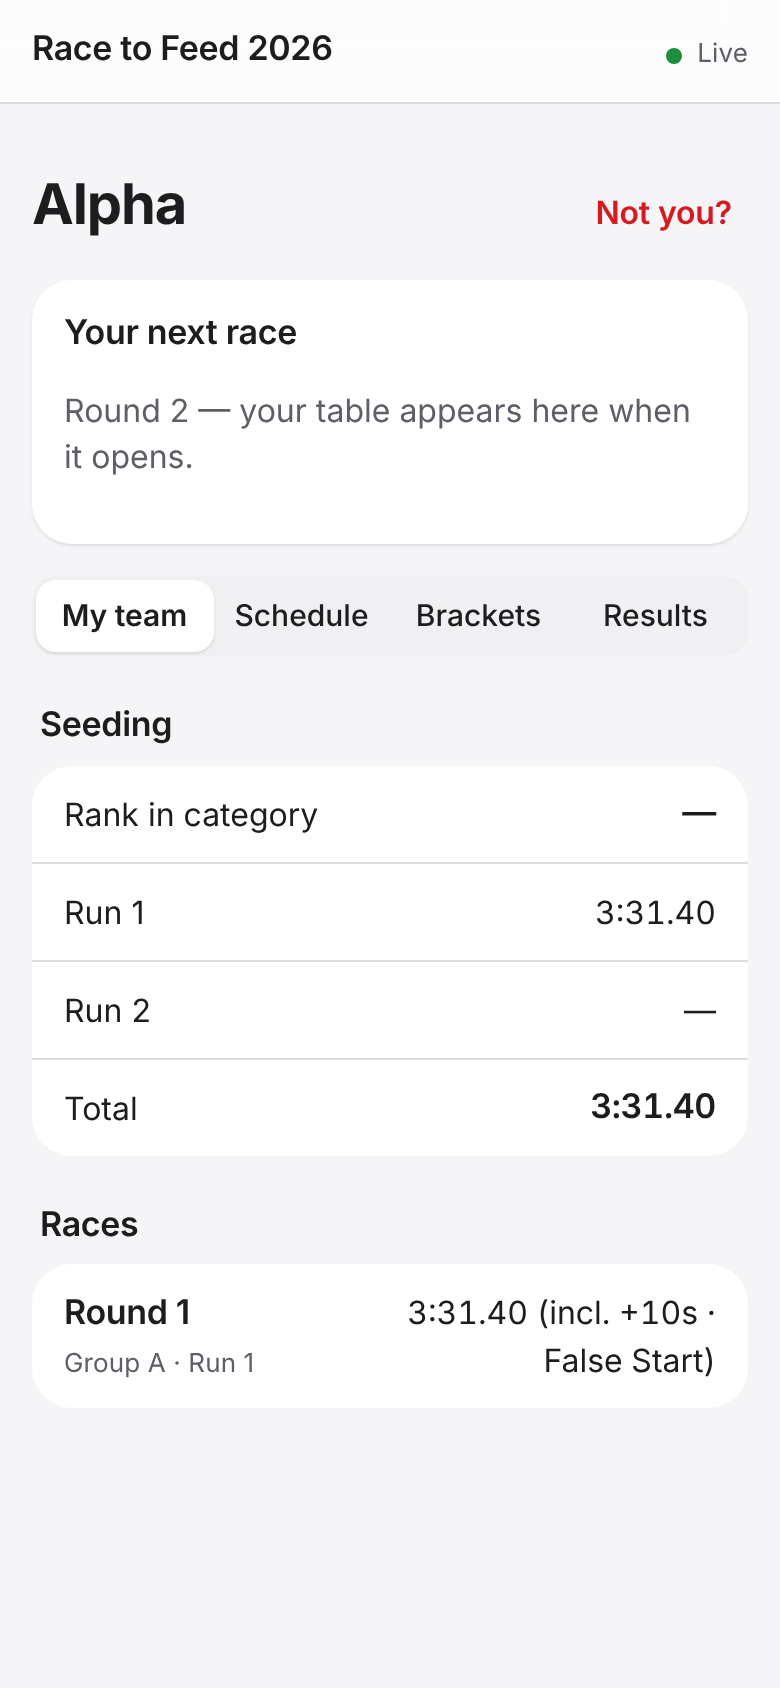 Race to Feed 2026
Live
Alpha
Not you?
Your next race
Round 2 — your table appears here when
it opens.
My team
Schedule
Brackets
Results
Seeding
Rank in category —
Run 1 3:31.40
Run 2 —
Total 3:31.40
Races
Round 1 3:31.40 (incl. +10s ·
Group A · Run 1 False Start)